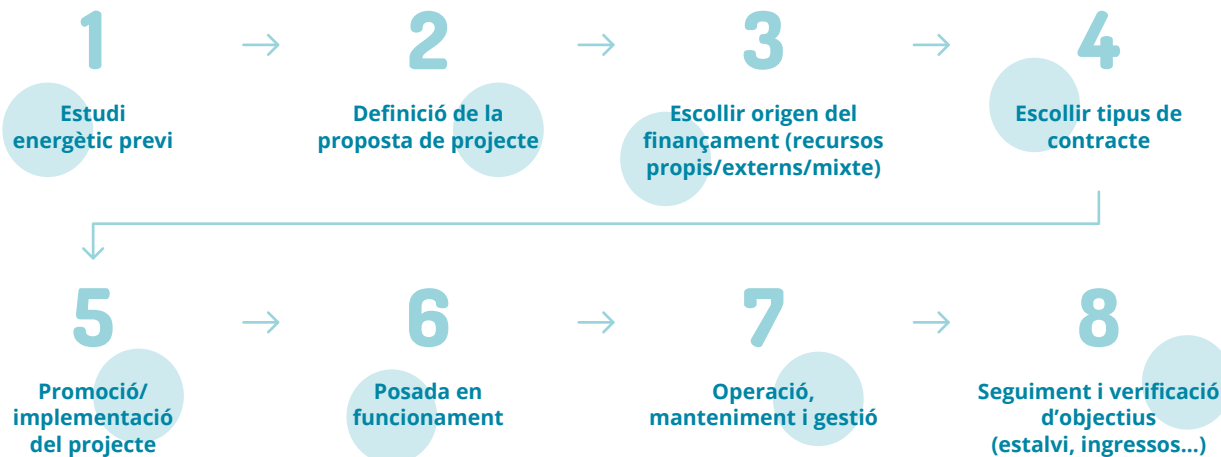 1
Estudi
energètic previ
2
Definició de la
proposta de projecte
3
Escollir origen del
finançament (recursos
propis/externs/mixte)
4
Escollir tipus de
contracte
5
Promoció/
implementació
del projecte
6
Posada en
funcionament
7
Operació,
manteniment i gestió
8
Seguiment i verificació
d’objectius
(estalvi, ingressos...)